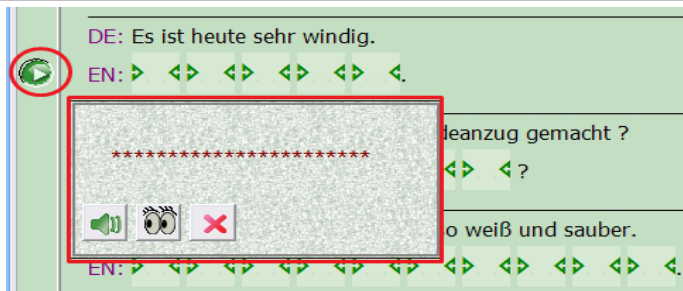 DE: Es ist heute sehr windig.
EN: .
***********************
deanzug gemacht ?
?
o weiß und sauber.
EN: .